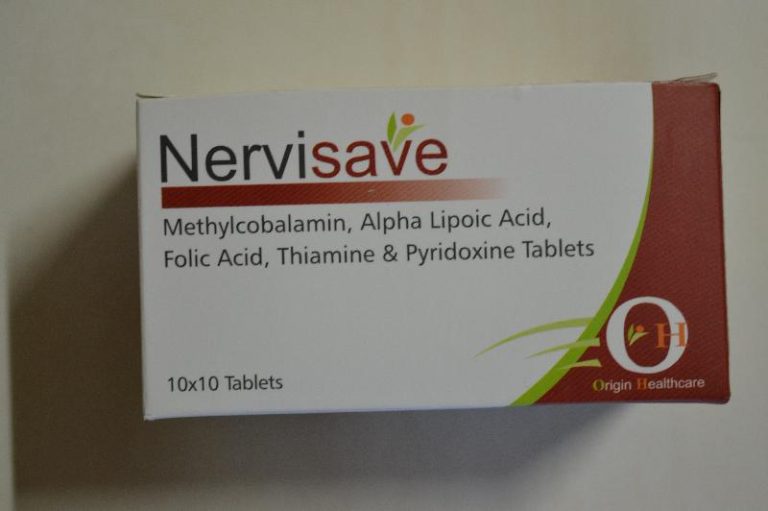 Nervisave
Methylcobalamin, Alpha Lipoic Acid,
Folic Acid, Thiamine & Pyridoxine Tablets
10x10 Tablets
OH
Origin Healthcare